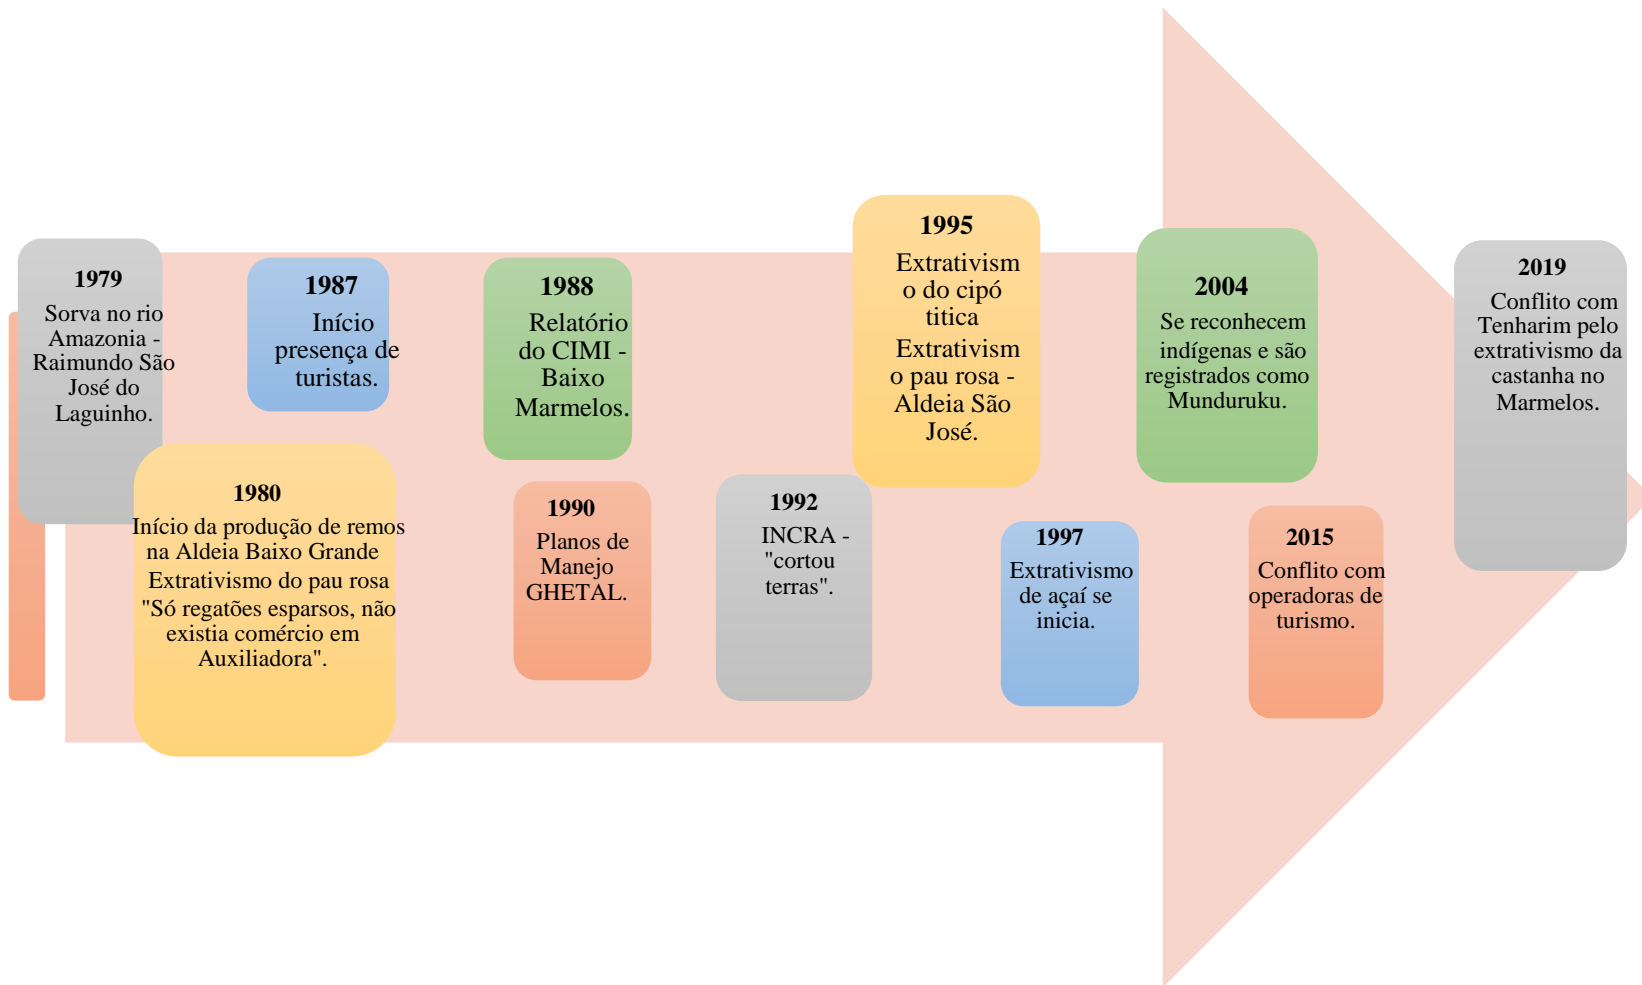 1979
Sorva no rio
Amazonia -
Raimundo São
José do
Laguinho.
1980
Início da produção de remos
na Aldeia Baixo Grande
Extrativismo do pau rosa
"Só regatões esparsos, não
existia comércio em
Auxiliadora".
1987
Início
presença de
turistas.
1988
Relatório
do CIMI -
Baixo
Marmelos.
1990
Planos de
Manejo
GHETAL.
1992
INCRA -
"cortou
terras".
1995
Extrativism
o do cipó
titica
Extrativism
o pau rosa -
Aldeia São
José.
1997
Extrativismo
de açaí se
inicia.
2004
Se reconhecem
indígenas e são
registrados como
Munduruku.
2015
Conflito com
operadoras de
turismo.
2019
Conflito com
Tenharim pelo
extrativismo da
castanha no
Marmelos.